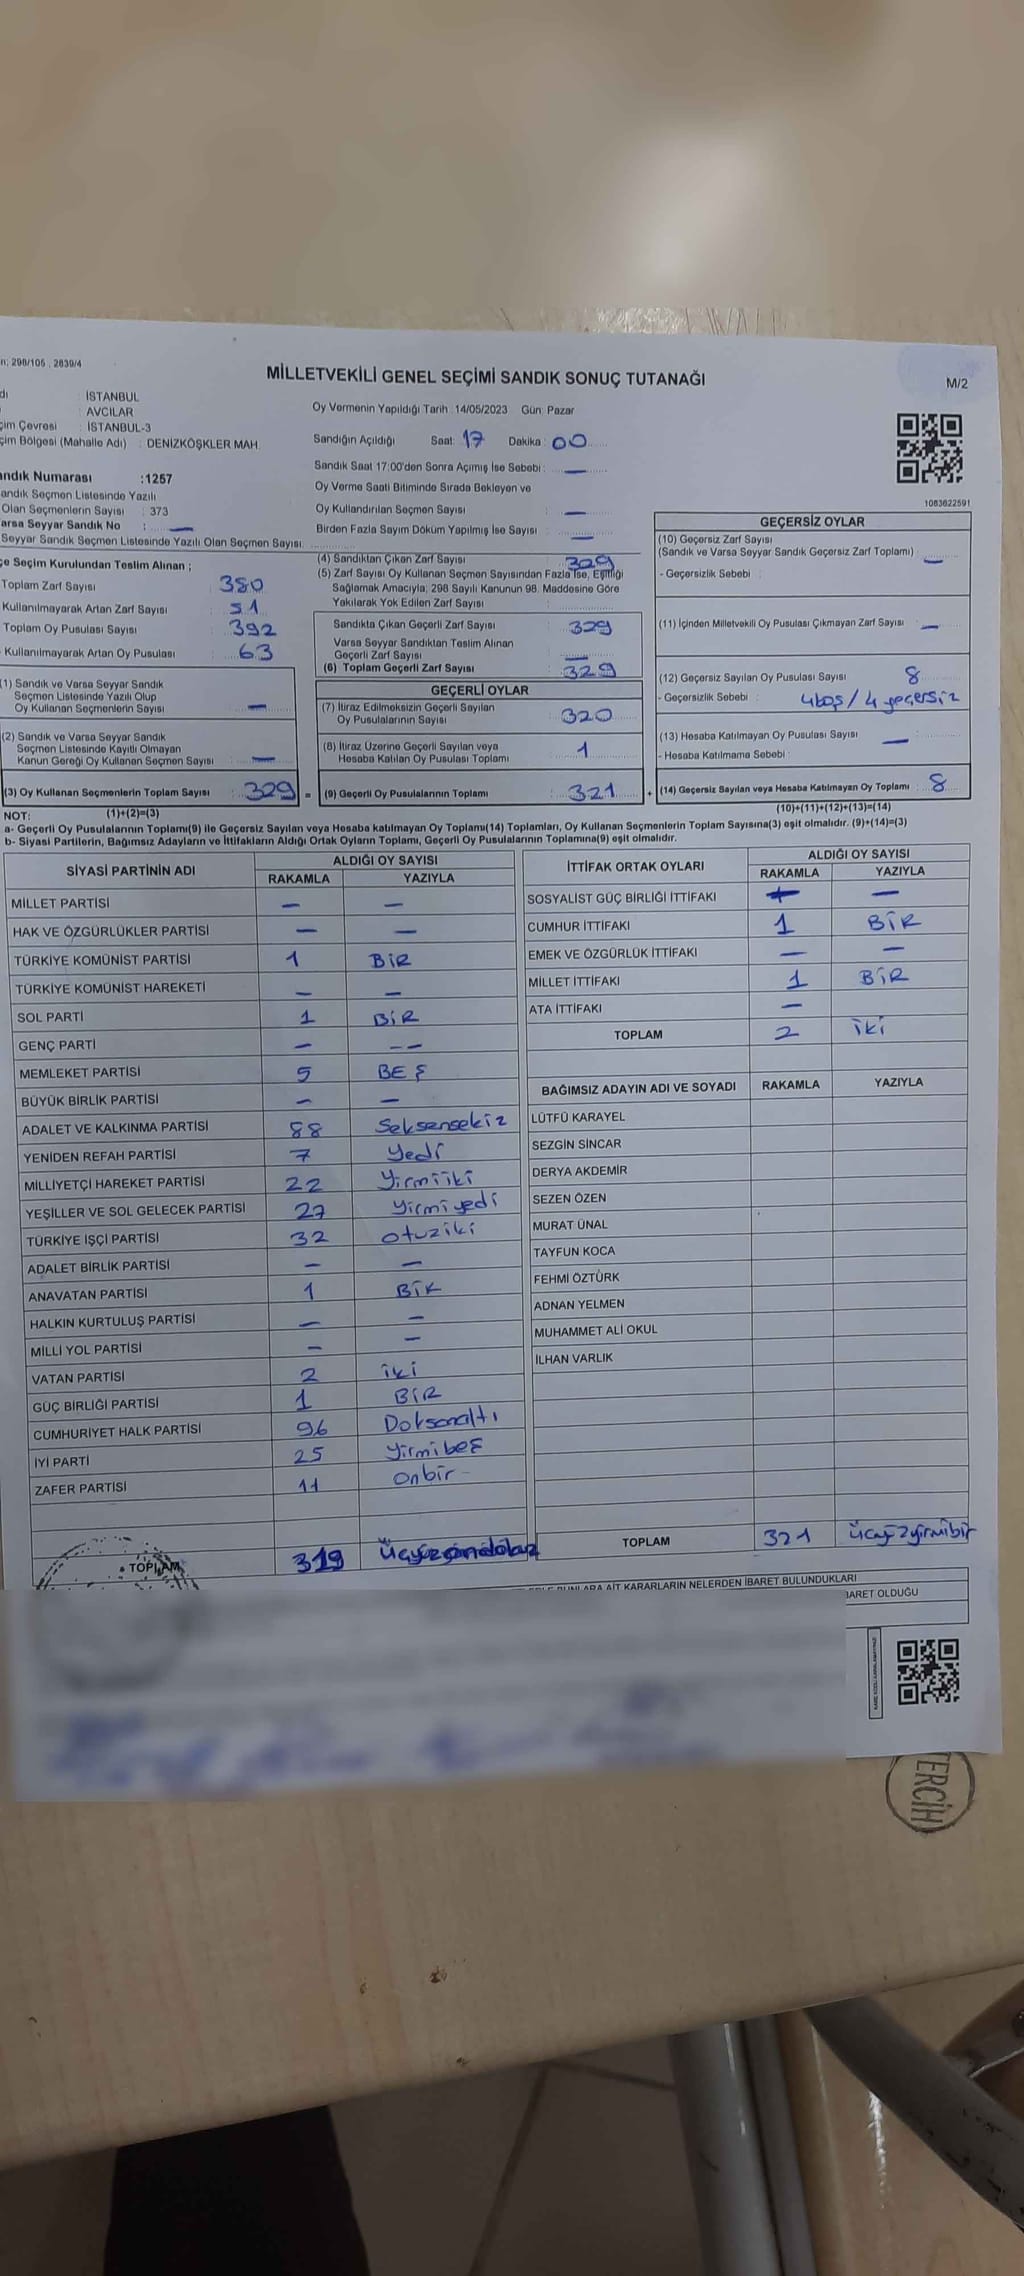 298/105 . 2839/4
MİLLETVEKİLİ GENEL SEÇİMİ SANDIK SONUÇ TUTANAĞI
M/2
: İSTANBUL
: AVCILAR
: İSTANBUL-3
Bölgesi (Mahalle Adı) : DENİZKÖŞKLER MAH.
Numarası :1257
Seçmen Listesinde Yazılı
Olan Seçmenlerin Sayısı : 373
Seyyar Sandık No : —
Seyyar Sandık Seçmen Listesinde Yazılı Olan Seçmen Sayısı:
Oy Vermenin Yapıldığı Tarih :14/05/2023 Gün: Pazar
Sandığın Açıldığı Saat: 17 Dakika : 00
Sandık Saat 17:00'den Sonra Açımış İse Sebebi : —
Oy Verme Saati Bitiminde Sırada Bekleyen ve
Oy Kullandırılan Seçmen Sayısı : —
Birden Fazla Sayım Döküm Yapılmış İse Sayısı : —
1083622591
Seçim Kurulundan Teslim Alınan ;
Toplam Zarf Sayısı : 380
Kullanılmayarak Artan Zarf Sayısı : 51
Toplam Oy Pusulası Sayısı : 392
- Kullanılmayarak Artan Oy Pusulası : 63
(1) Sandık ve Varsa Seyyar Sandık
Seçmen Listesinde Yazılı Olup
Oy Kullanan Seçmenlerin Sayısı : —
(2) Sandık ve Varsa Seyyar Sandık
Seçmen Listesinde Kayıtlı Olmayan
Kanun Gereği Oy Kullanan Seçmen Sayısı : —
(3) Oy Kullanan Seçmenlerin Toplam Sayısı : 329 =
(1)+(2)=(3)
(4) Sandıktan Çıkan Zarf Sayısı : 329
(5) Zarf Sayısı Oy Kullanan Seçmen Sayısından Fazla İse, Eşitliği
Sağlamak Amacıyla, 298 Sayılı Kanunun 98. Maddesine Göre
Yakılarak Yok Edilen Zarf Sayısı :
Sandıkta Çıkan Geçerli Zarf Sayısı : 329
Varsa Seyyar Sandıktan Teslim Alınan
Geçerli Zarf Sayısı : —
(6) Toplam Geçerli Zarf Sayısı : 329
GEÇERLİ OYLAR
(7) İtiraz Edilmeksizin Geçerli Sayılan
Oy Pusulalarının Sayısı : 320
(8) İtiraz Üzerine Geçerli Sayılan veya
Hesaba Katılan Oy Pusulası Toplamı : 1
(9) Geçerli Oy Pusulalarının Toplamı : 321 +
GEÇERSİZ OYLAR
(10) Geçersiz Zarf Sayısı
(Sandık ve Varsa Seyyar Sandık Geçersiz Zarf Toplamı) : —
- Geçersizlik Sebebi :
(11) İçinden Milletvekili Oy Pusulası Çıkmayan Zarf Sayısı : —
(12) Geçersiz Sayılan Oy Pusulası Sayısı : 8
- Geçersizlik Sebebi : 4boş / 4 geçersiz
(13) Hesaba Katılmayan Oy Pusulası Sayısı : —
- Hesaba Katılmama Sebebi :
(14) Geçersiz Sayılan veya Hesaba Katılmayan Oy Toplamı : 8
(10)+(11)+(12)+(13)=(14)
NOT:
a- Geçerli Oy Pusulalarının Toplamı(9) ile Geçersiz Sayılan veya Hesaba katılmayan Oy Toplamı(14) Toplamları, Oy Kullanan Seçmenlerin Toplam Sayısına(3) eşit olmalıdır. (9)+(14)=(3)
b- Siyasi Partilerin, Bağımsız Adayların ve İttifakların Aldığı Ortak Oyların Toplamı, Geçerli Oy Pusulalarının Toplamına(9) eşit olmalıdır.
SİYASİ PARTİNİN ADI ALDIĞI OY SAYISI
RAKAMLA YAZIYLA
MİLLET PARTİSİ — —
HAK VE ÖZGÜRLÜKLER PARTİSİ — —
TÜRKİYE KOMÜNİST PARTİSİ 1 BİR
TÜRKİYE KOMÜNİST HAREKETİ — —
SOL PARTİ 1 BİR
GENÇ PARTİ — ——
MEMLEKET PARTİSİ 5 BEŞ
BÜYÜK BİRLİK PARTİSİ — —
ADALET VE KALKINMA PARTİSİ 88 Seksensekiz
YENİDEN REFAH PARTİSİ 7 Yedi
MİLLİYETÇİ HAREKET PARTİSİ 22 Yirmiiki
YEŞİLLER VE SOL GELECEK PARTİSİ 27 Yirmiyedi
TÜRKİYE İŞÇİ PARTİSİ 32 otuziki
ADALET BİRLİK PARTİSİ — —
ANAVATAN PARTİSİ 1 BİR
HALKIN KURTULUŞ PARTİSİ — —
MİLLİ YOL PARTİSİ — —
VATAN PARTİSİ 2 iki
GÜÇ BİRLİĞİ PARTİSİ 1 BİR
CUMHURİYET HALK PARTİSİ 96 Doksanaltı
İYİ PARTİ 25 Yirmibeş
ZAFER PARTİSİ 11 onbir -
TOPLAM 319
İTTİFAK ORTAK OYLARI ALDIĞI OY SAYISI
RAKAMLA YAZIYLA
SOSYALİST GÜÇ BİRLİĞİ İTTİFAKI —
CUMHUR İTTİFAKI 1 BİR
EMEK VE ÖZGÜRLÜK İTTİFAKI — —
MİLLET İTTİFAKI 1 BİR
ATA İTTİFAKI —
TOPLAM 2 iki
BAĞIMSIZ ADAYIN ADI VE SOYADI RAKAMLA YAZIYLA
LÜTFÜ KARAYEL
SEZGİN SİNCAR
DERYA AKDEMİR
SEZEN ÖZEN
MURAT ÜNAL
TAYFUN KOCA
FEHMİ ÖZTÜRK
ADNAN YELMEN
MUHAMMET ALİ OKUL
İLHAN VARLIK
TOPLAM 321 üçyüzyirmibir
KARARLARIN NELERDEN İBARET BULUNDUKLARI
OLDUĞU
TERCİH